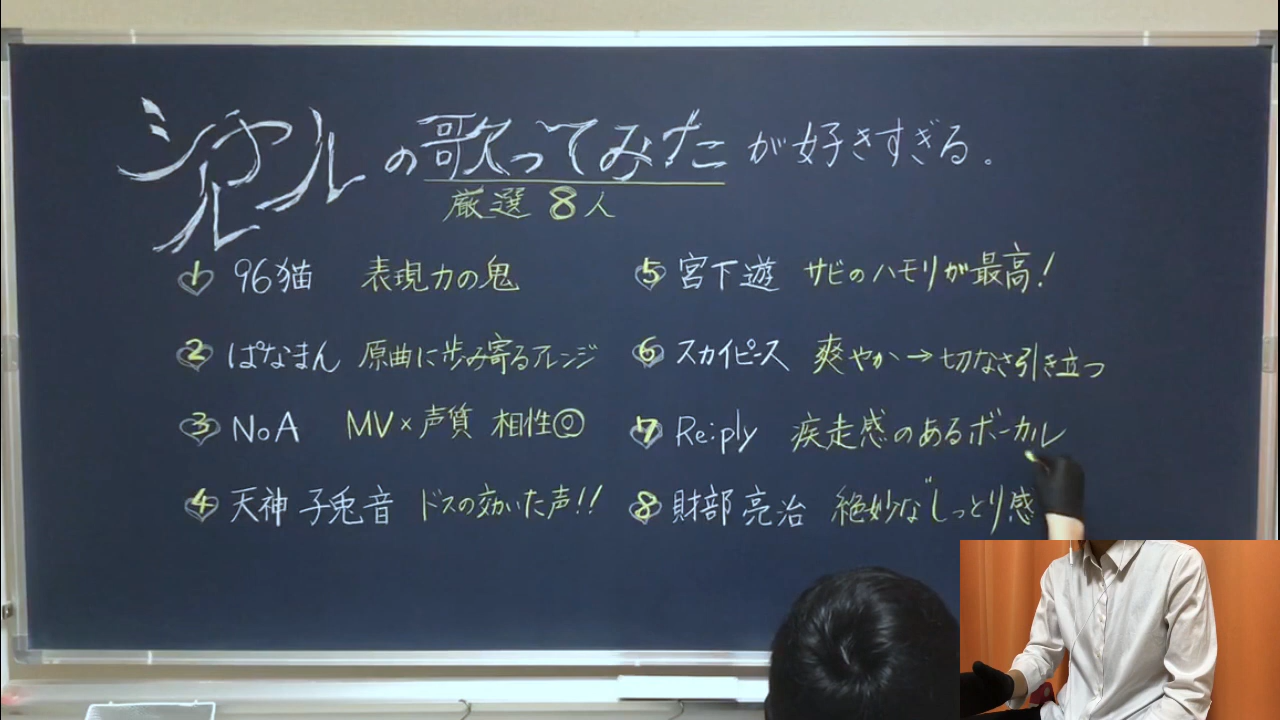 シャルルの歌ってみたが好きすぎる。
厳選 8人
1 96猫 表現力の鬼
2 ぱなまん 原曲に歩み寄るアレンジ
3 NoA MV×声質 相性◎
4 天神子兎音 ドスの効いた声!!
5 宮下遊 サビのハモリが最高!
6 スカイピース 爽やか→切なさ引き立つ
7 Re:ply 疾走感のあるボーカル
8 財部亮治 絶妙な"しっとり感